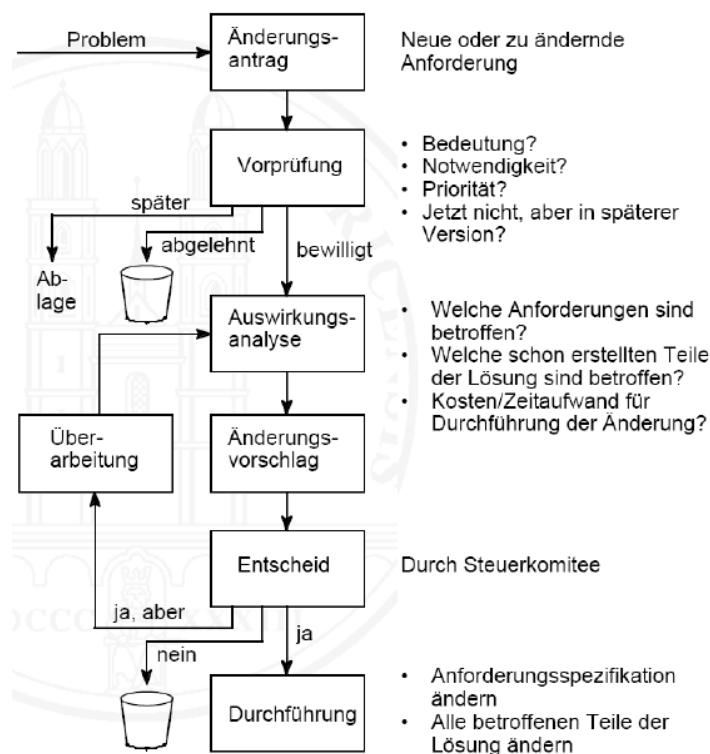 Problem
Änderungs-
antrag
Neue oder zu ändernde
Anforderung
Vorprüfung
• Bedeutung?
• Notwendigkeit?
• Priorität?
• Jetzt nicht, aber in späterer
Version?
später
abgelehnt
bewilligt
Ab-
lage
Auswirkungs-
analyse
• Welche Anforderungen sind
betroffen?
• Welche schon erstellten Teile
der Lösung sind betroffen?
• Kosten/Zeitaufwand für
Durchführung der Änderung?
Über-
arbeitung
Änderungs-
vorschlag
Entscheid
Durch Steuerkomitee
ja, aber
nein
ja
Durchführung
• Anforderungsspezifikation
ändern
• Alle betroffenen Teile der
Lösung ändern